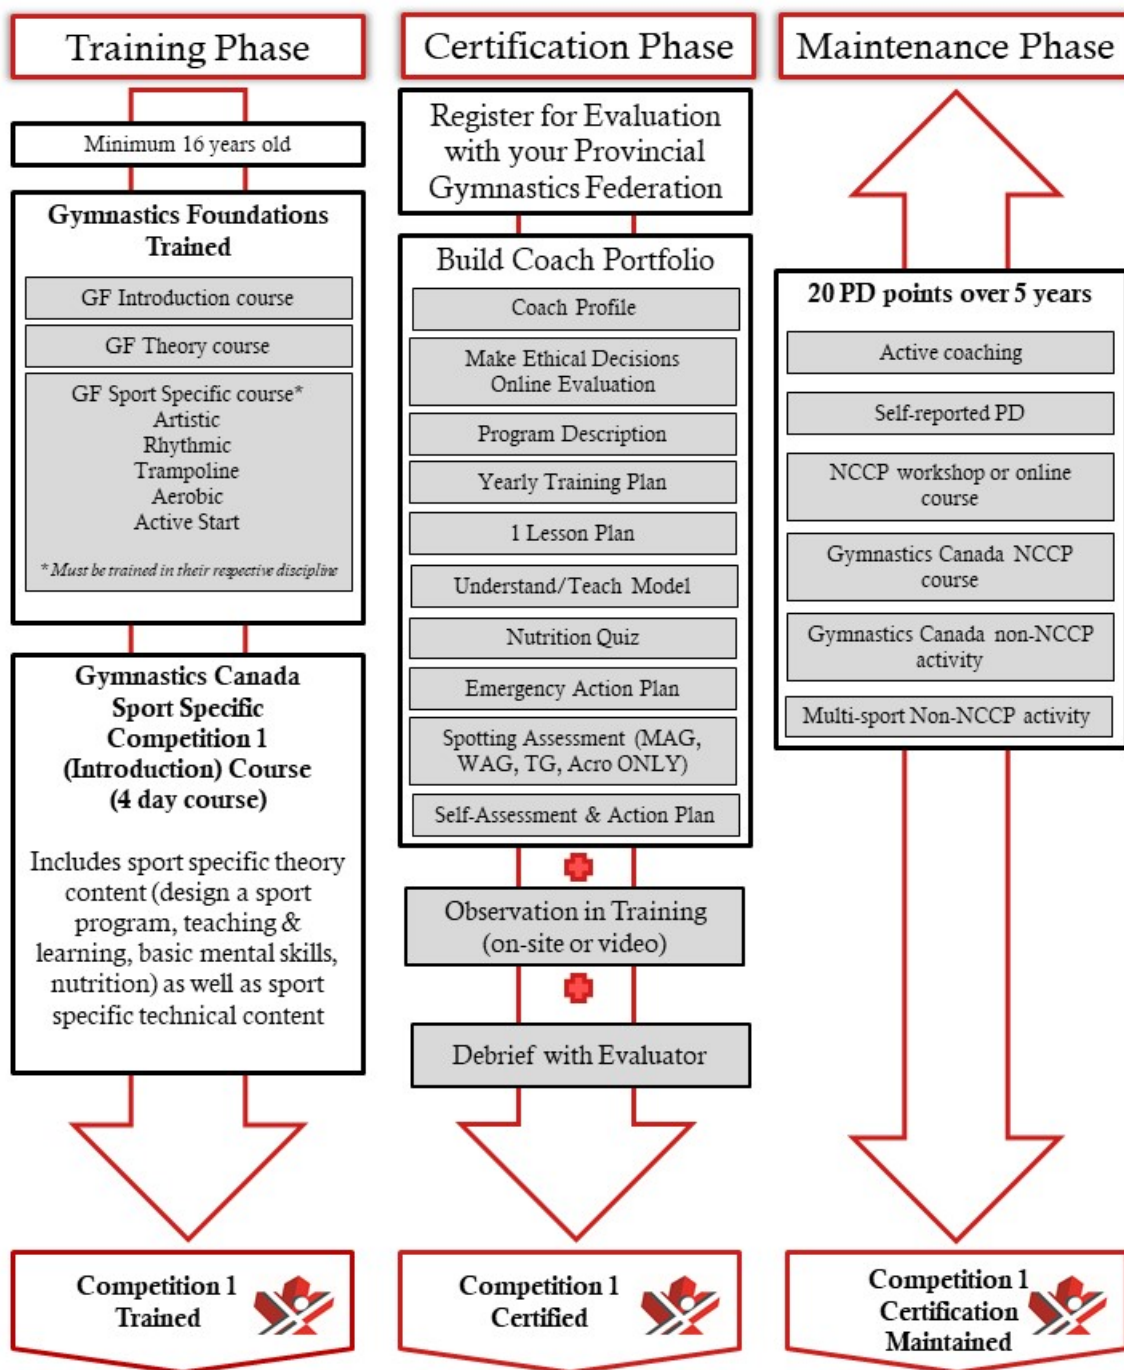 Training Phase
Minimum 16 years old
Gymnastics Foundations
Trained
GF Introduction course
GF Theory course
GF Sport Specific course*
Artistic
Rhythmic
Trampoline
Aerobic
Active Start
* Must be trained in their respective discipline
Gymnastics Canada
Sport Specific
Competition 1
(Introduction) Course
(4 day course)
Includes sport specific theory
content (design a sport
program, teaching &
learning, basic mental skills,
nutrition) as well as sport
specific technical content
Competition 1
Trained
Certification Phase
Register for Evaluation
with your Provincial
Gymnastics Federation
Build Coach Portfolio
Coach Profile
Make Ethical Decisions
Online Evaluation
Program Description
Yearly Training Plan
1 Lesson Plan
Understand/Teach Model
Nutrition Quiz
Emergency Action Plan
Spotting Assessment (MAG,
WAG, TG, Acro ONLY)
Self-Assessment & Action Plan
Observation in Training
(on-site or video)
Debrief with Evaluator
Competition 1
Certified
Maintenance Phase
20 PD points over 5 years
Active coaching
Self-reported PD
NCCP workshop or online
course
Gymnastics Canada NCCP
course
Gymnastics Canada non-NCCP
activity
Multi-sport Non-NCCP activity
Competition 1
Certification
Maintained